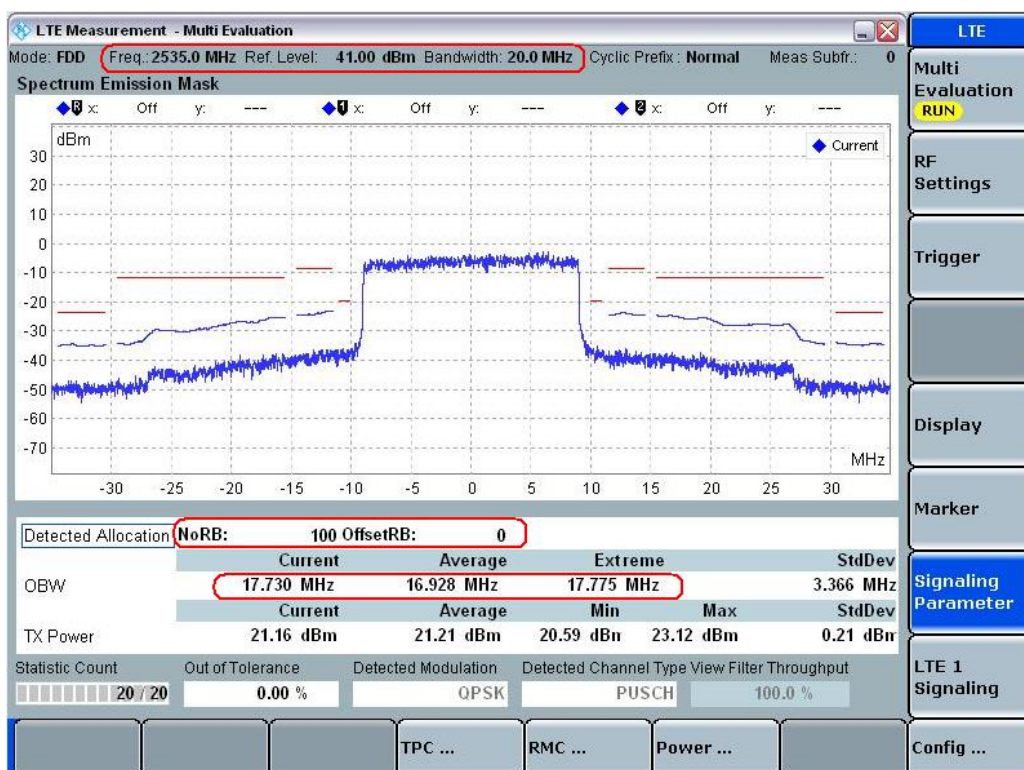 LTE Measurement - Multi Evaluation
LTE
Mode: FDD Freq.: 2535.0 MHz Ref. Level: 41.00 dBm Bandwidth: 20.0 MHz Cyclic Prefix : Normal Meas Subfr.: 0
Spectrum Emission Mask
R x: Off y: --- 1 x: Off y: --- 2 x: Off y: ---
dBm
Current
30
20
10
0
-10
-20
-30
-40
-50
-60
-70
MHz
-30 -25 -20 -15 -10 -5 0 5 10 15 20 25 30
Detected Allocation NoRB: 100 OffsetRB: 0
Current Average Extreme StdDev
OBW 17.730 MHz 16.928 MHz 17.775 MHz 3.366 MHz
Current Average Min Max StdDev
TX Power 21.16 dBm 21.21 dBm 20.59 dBm 23.12 dBm 0.21 dBm
Statistic Count Out of Tolerance Detected Modulation Detected Channel Type View Filter Throughput
20 / 20 0.00 % QPSK PUSCH 100.0 %
Multi
Evaluation
RUN
RF
Settings
Trigger
Display
Marker
Signaling
Parameter
LTE 1
Signaling
TPC ... RMC ... Power ... Config ...